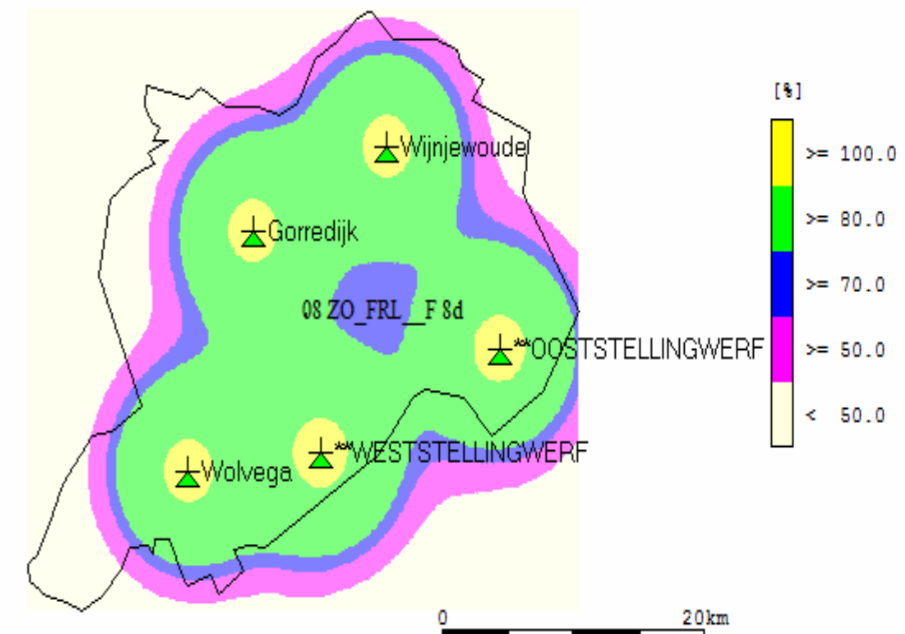 [%]
Wijnjewoude
>= 100.0
>= 80.0
Gorredijk
>= 70.0
08 ZO_FRL__F 8d
**OOSTSTELLINGWERF
>= 50.0
< 50.0
**WESTSTELLINGWERF
Wolvega
0 20km